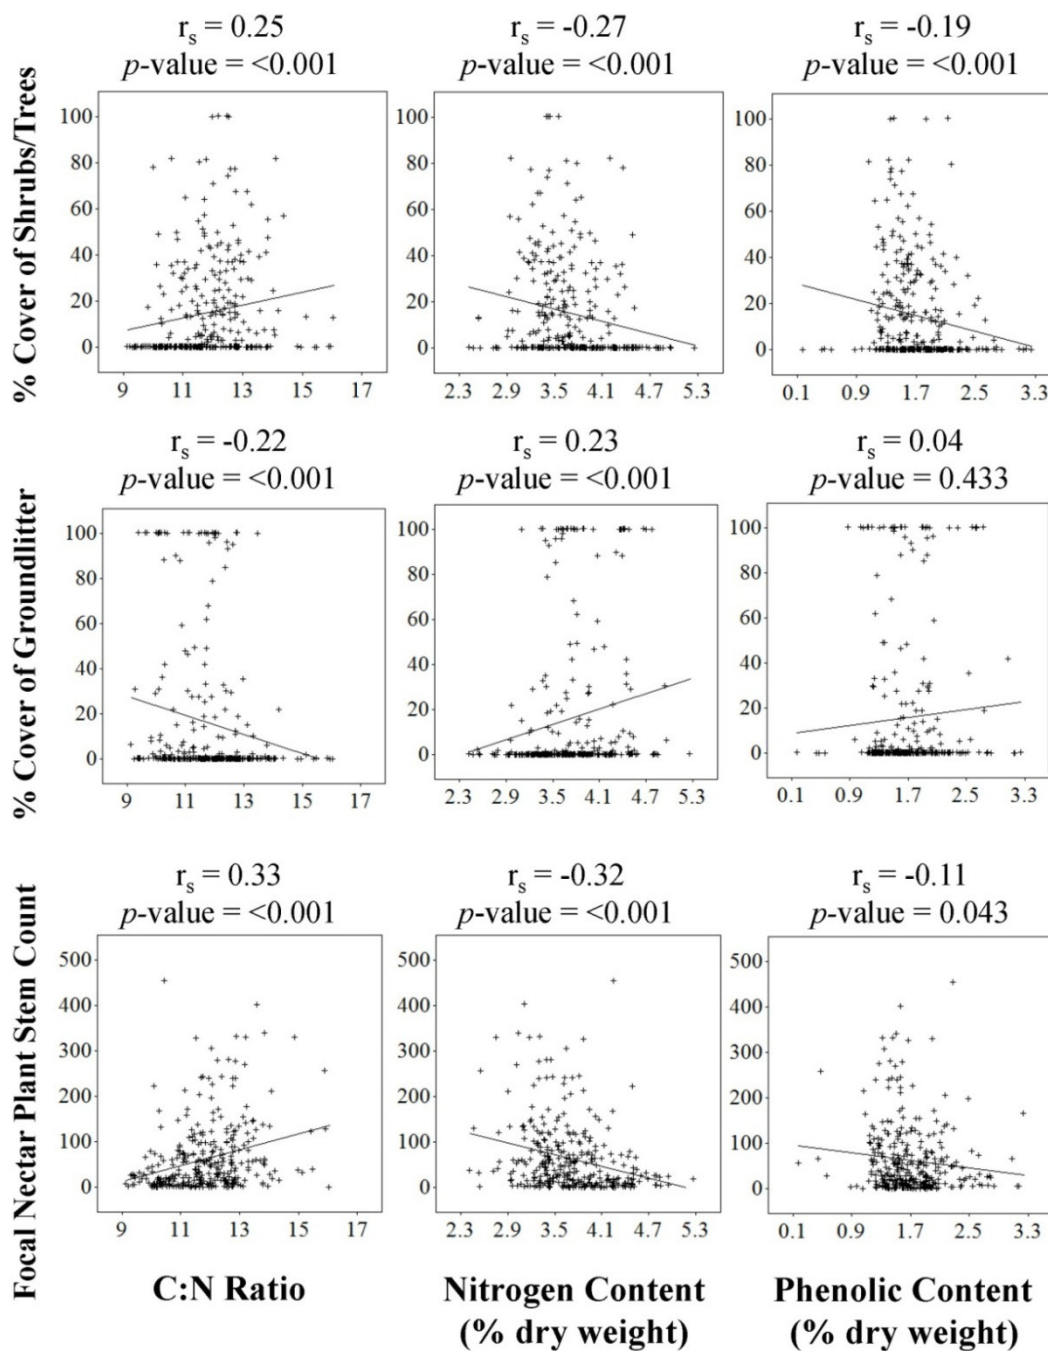 r_s = 0.25 r_s = -0.27 r_s = -0.19
p-value = <0.001 p-value = <0.001 p-value = <0.001
% Cover of Shrubs/Trees
100 100 100
80 80 80
60 60 60
40 40 40
20 20 20
0 0 0
9 11 13 15 17 2.3 2.9 3.5 4.1 4.7 5.3 0.1 0.9 1.7 2.5 3.3
r_s = -0.22 r_s = 0.23 r_s = 0.04
p-value = <0.001 p-value = <0.001 p-value = 0.433
% Cover of Groundlitter
100 100 100
80 80 80
60 60 60
40 40 40
20 20 20
0 0 0
9 11 13 15 17 2.3 2.9 3.5 4.1 4.7 5.3 0.1 0.9 1.7 2.5 3.3
r_s = 0.33 r_s = -0.32 r_s = -0.11
p-value = <0.001 p-value = <0.001 p-value = 0.043
Focal Nectar Plant Stem Count
500 500 500
400 400 400
300 300 300
200 200 200
100 100 100
0 0 0
9 11 13 15 17 2.3 2.9 3.5 4.1 4.7 5.3 0.1 0.9 1.7 2.5 3.3
C:N Ratio Nitrogen Content Phenolic Content
(% dry weight) (% dry weight)